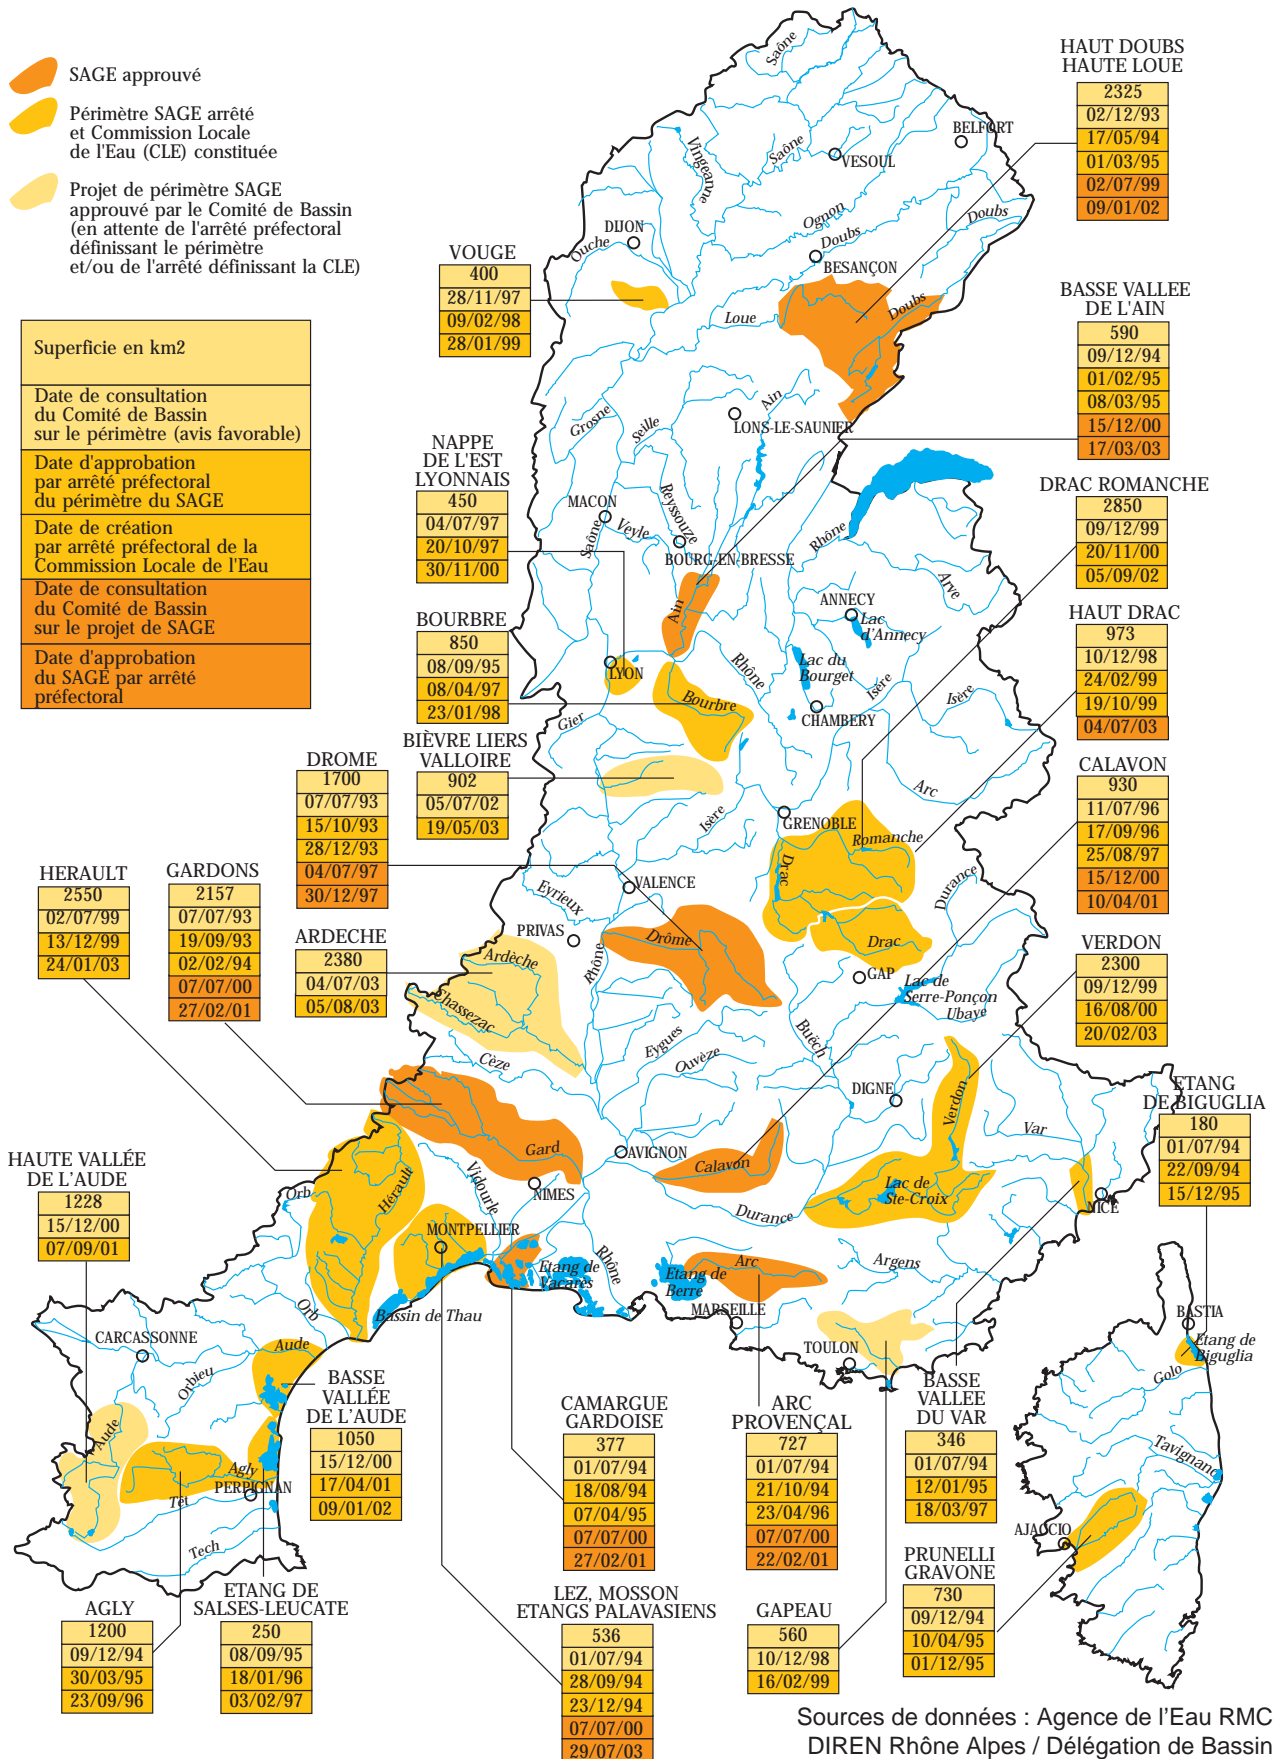 SAGE approuvé
Périmètre SAGE arrêté
et Commission Locale
de l'Eau (CLE) constituée
Projet de périmètre SAGE
approuvé par le Comité de Bassin
(en attente de l'arrêté préfectoral
définissant le périmètre
et/ou de l'arrêté définissant la CLE)
Superficie en km2
Date de consultation
du Comité de Bassin
sur le périmètre (avis favorable)
Date d'approbation
par arrêté préfectoral
du périmètre du SAGE
Date de création
par arrêté préfectoral de la
Commission Locale de l'Eau
Date de consultation
du Comité de Bassin
sur le projet de SAGE
Date d'approbation
du SAGE par arrêté
préfectoral
HAUT DOUBS
HAUTE LOUE
2325
02/12/93
17/05/94
01/03/95
02/07/99
09/01/02
VOUGE
400
28/11/97
09/02/98
28/01/99
BASSE VALLEE
DE L'AIN
590
09/12/94
01/02/95
08/03/95
15/12/00
17/03/03
NAPPE
DE L'EST
LYONNAIS
450
04/07/97
20/10/97
30/11/00
DRAC ROMANCHE
2850
09/12/99
20/11/00
05/09/02
BOURBRE
850
08/09/95
08/04/97
23/01/98
HAUT DRAC
973
10/12/98
24/02/99
19/10/99
04/07/03
BIÈVRE LIERS
VALLOIRE
902
05/07/02
19/05/03
DROME
1700
07/07/93
15/10/93
28/12/93
04/07/97
30/12/97
CALAVON
930
11/07/96
17/09/96
25/08/97
15/12/00
10/04/01
HERAULT
2550
02/07/99
13/12/99
24/01/03
GARDONS
2157
07/07/93
19/09/93
02/02/94
07/07/00
27/02/01
ARDECHE
2380
04/07/03
05/08/03
VERDON
2300
09/12/99
16/08/00
20/02/03
ETANG
DE BIGUGLIA
180
01/07/94
22/09/94
15/12/95
HAUTE VALLÉE
DE L'AUDE
1228
15/12/00
07/09/01
BASSE
VALLÉE
DE L'AUDE
1050
15/12/00
17/04/01
09/01/02
CAMARGUE
GARDOISE
377
01/07/94
18/08/94
07/04/95
07/07/00
27/02/01
ARC
PROVENÇAL
727
01/07/94
21/10/94
23/04/96
07/07/00
22/02/01
BASSE
VALLEE
DU VAR
346
01/07/94
12/01/95
18/03/97
AGLY
1200
09/12/94
30/03/95
23/09/96
ETANG DE
SALSES-LEUCATE
250
08/09/95
18/01/96
03/02/97
LEZ, MOSSON
ETANGS PALAVASIENS
536
01/07/94
28/09/94
23/12/94
07/07/00
29/07/03
GAPEAU
560
10/12/98
16/02/99
PRUNELLI
GRAVONE
730
09/12/94
10/04/95
01/12/95
Saône
BELFORT
Saône
VESOUL
Vingeanne
Ognon
Doubs
Doubs
DIJON
Ouche
BESANÇON
Loue
Doubs
Ain
LONS-LE-SAUNIER
Grosne
Seille
MACON
Reyssouze
Veyle
Saône
BOURG-EN-BRESSE
Rhône
Arve
Ain
ANNECY
Lac
d'Annecy
LYON
Rhône
Lac du
Bourget
Isère
Isère
Bourbre
CHAMBERY
Gier
Arc
Isère
GRENOBLE
Romanche
Drac
VALENCE
Eyrieux
Durance
PRIVAS
Drôme
Drac
Ardèche
Rhône
GAP
Lac de
Serre-Ponçon
Ubaye
Chassezac
Buëch
Eygues
Ouvèze
Cèze
DIGNE
Verdon
Var
Gard
AVIGNON
Calavon
NIMES
Vidourle
Hérault
Orb
Lac de
Ste-Croix
NICE
Durance
MONTPELLIER
Rhône
Etang de
Vacarès
Etang de
Berre
Arc
Argens
MARSEILLE
Bassin de Thau
Orb
TOULON
CARCASSONNE
Aude
Orbieu
Aude
Agly
PERPIGNAN
Têt
Tech
BASTIA
Etang de
Biguglia
Golo
Tavignano
AJACCIO
Sources de données : Agence de l'Eau RMC
DIREN Rhône Alpes / Délégation de Bassin